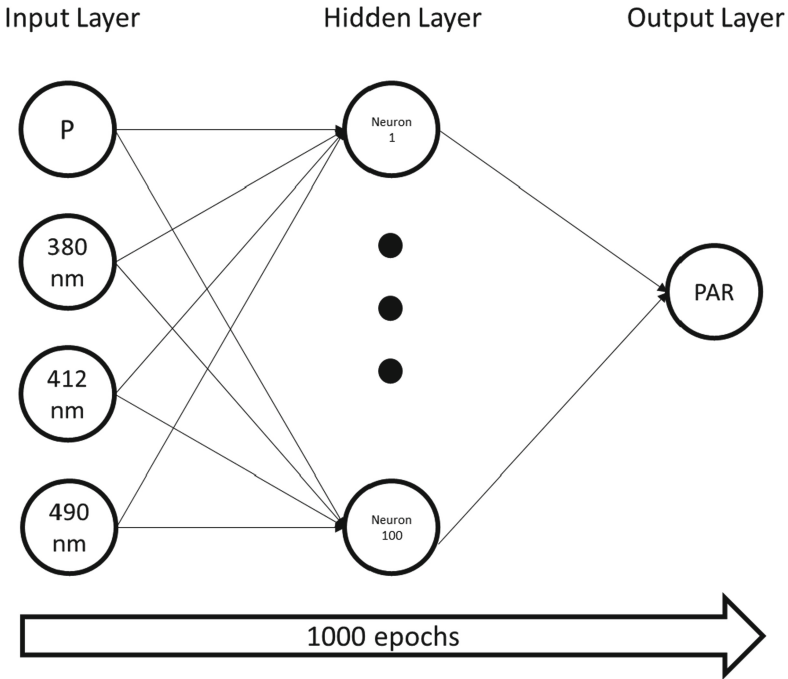 Input Layer
Hidden Layer
Output Layer
P
Neuron
1
380
nm
PAR
412
nm
490
nm
Neuron
100
1000 epochs